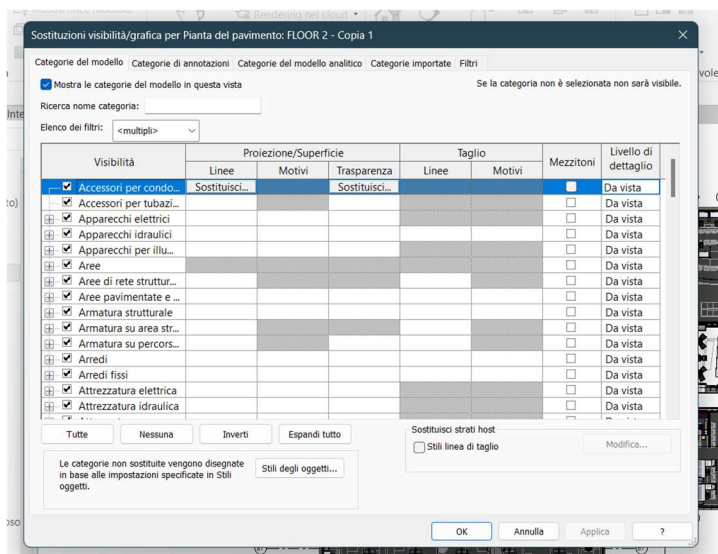 Rendering nel cloud
Sostituzioni visibilità/grafica per Pianta del pavimento: FLOOR 2 - Copia 1
Categorie del modello Categorie di annotazioni Categorie del modello analitico Categorie importate Filtri
Mostra le categorie del modello in questa vista
Se la categoria non è selezionata non sarà visibile.
Ricerca nome categoria:
Elenco dei filtri: <multipli>
Visibilità Proiezione/Superficie Taglio Mezzitoni Livello di dettaglio
Linee Motivi Trasparenza Linee Motivi
Accessori per condo... Sostituisci... Sostituisci... Da vista
Accessori per tubazi... Da vista
Apparecchi elettrici Da vista
Apparecchi idraulici Da vista
Apparecchi per illu... Da vista
Aree Da vista
Aree di rete struttur... Da vista
Aree pavimentate e ... Da vista
Armatura strutturale Da vista
Armatura su area str... Da vista
Armatura su percors... Da vista
Arredi Da vista
Arredi fissi Da vista
Attrezzatura elettrica Da vista
Attrezzatura idraulica Da vista
Tutte Nessuna Inverti Espandi tutto
Sostituisci strati host
Stili linea di taglio Modifica...
Le categorie non sostituite vengono disegnate
in base alle impostazioni specificate in Stili
oggetti.
Stili degli oggetti...
OK Annulla Applica ?